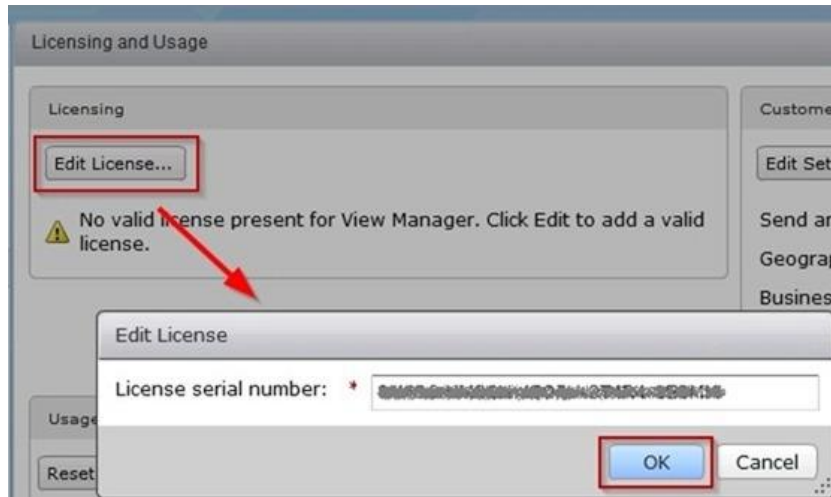 Licensing and Usage
Licensing
Custome
Edit License...
Edit Set
No valid license present for View Manager. Click Edit to add a valid
license.
Send an
Geograp
Busines
Edit License
License serial number: *
Usage
Reset
OK
Cancel